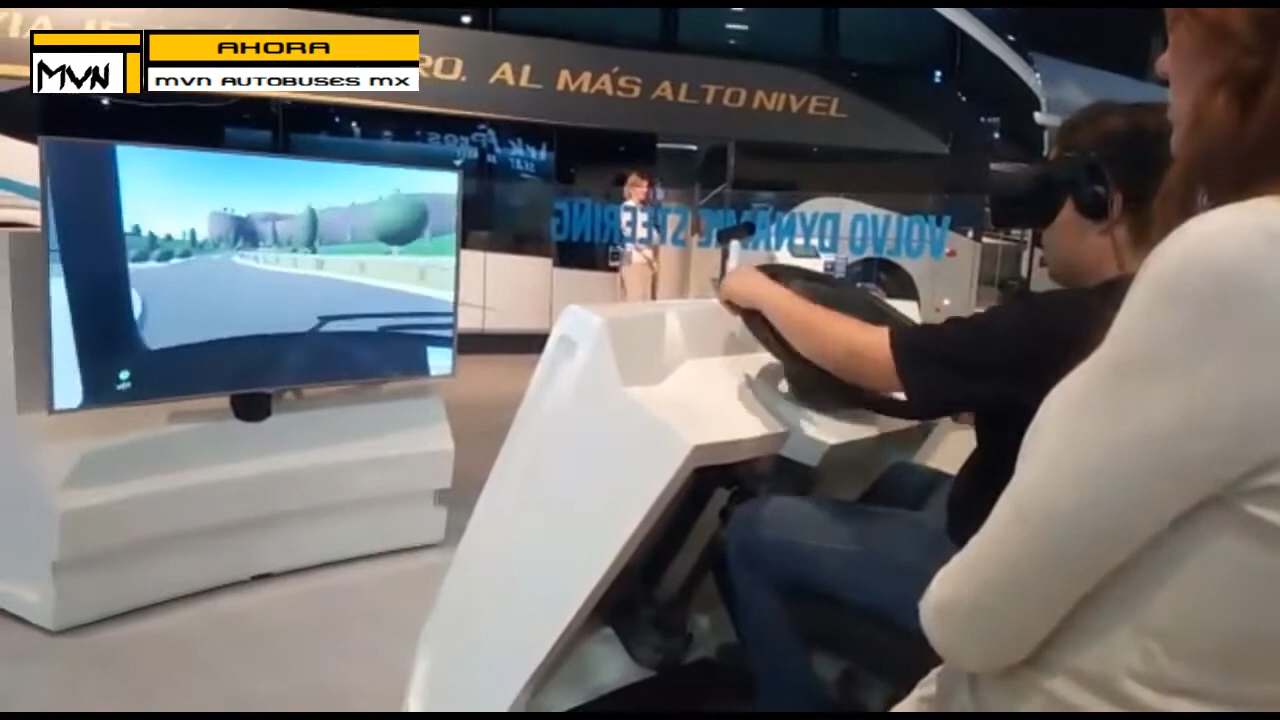 AHORA
MVN
MVN AUTOBUSES MX
RO. AL MÁS ALTO NIVEL
VOLVO DYNAMIC STEERING